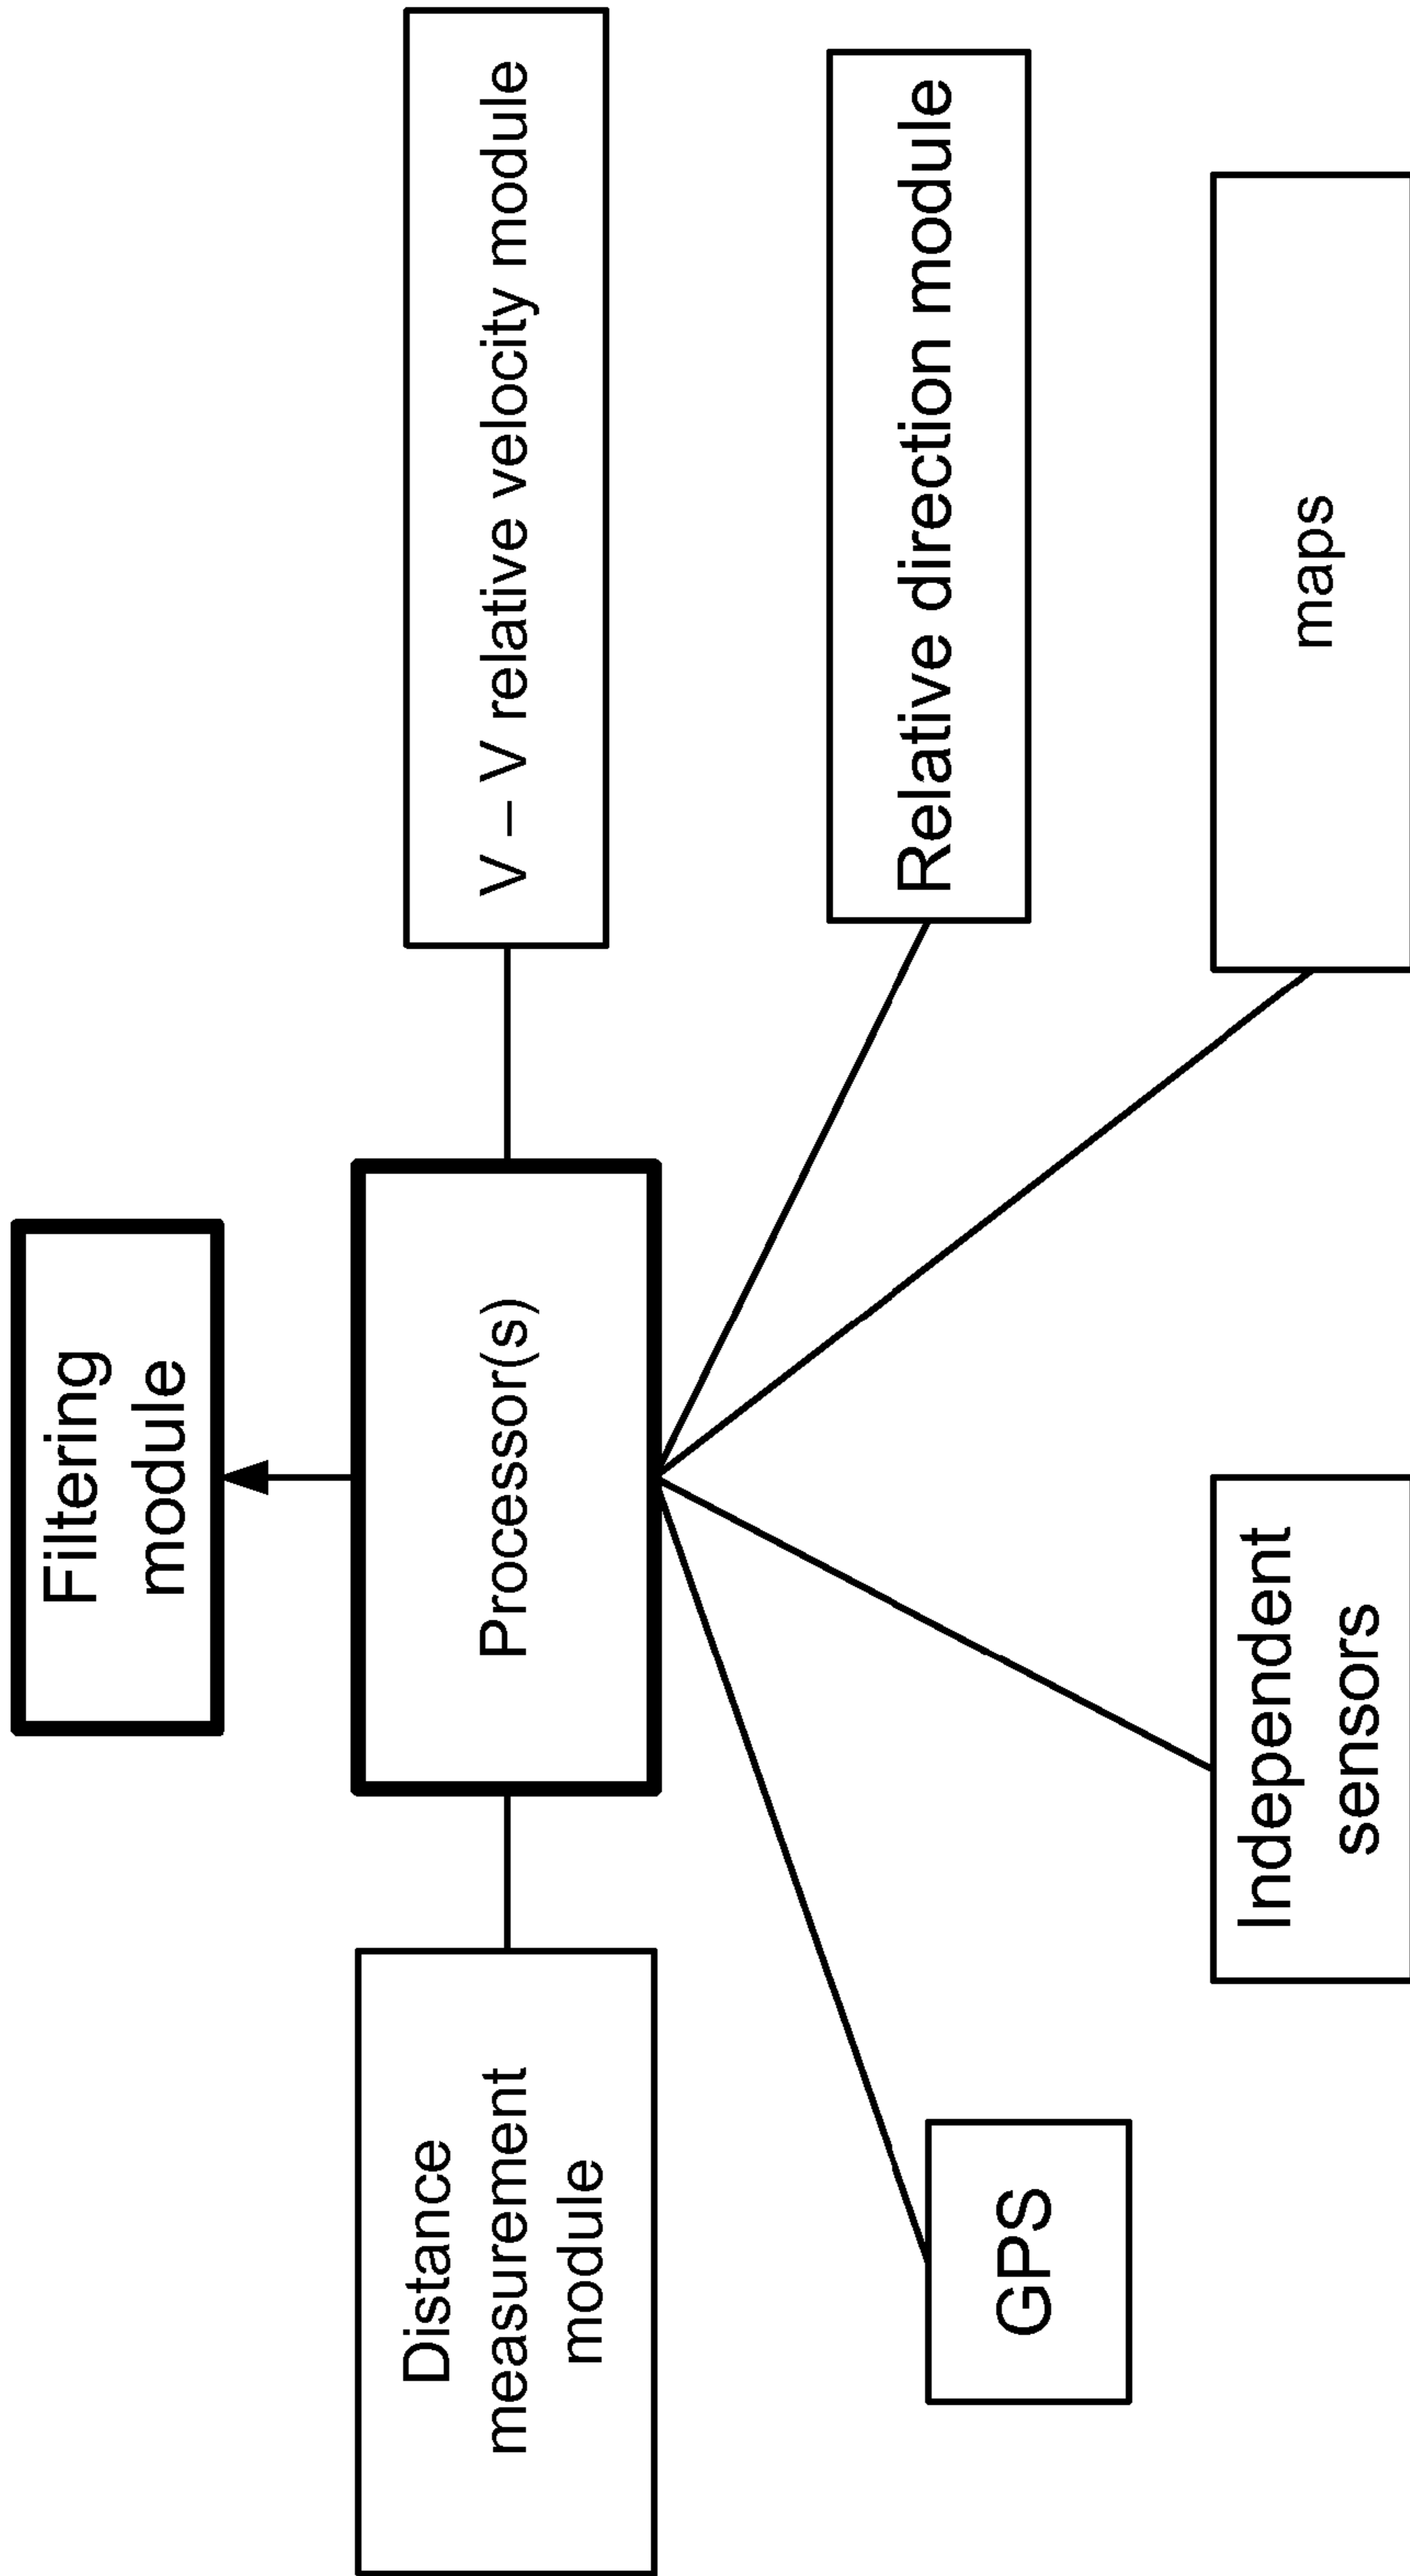 Filtering
module
Distance
measurement
module
Processor(s)
V – V relative velocity module
GPS
Relative direction module
Independent
sensors
maps